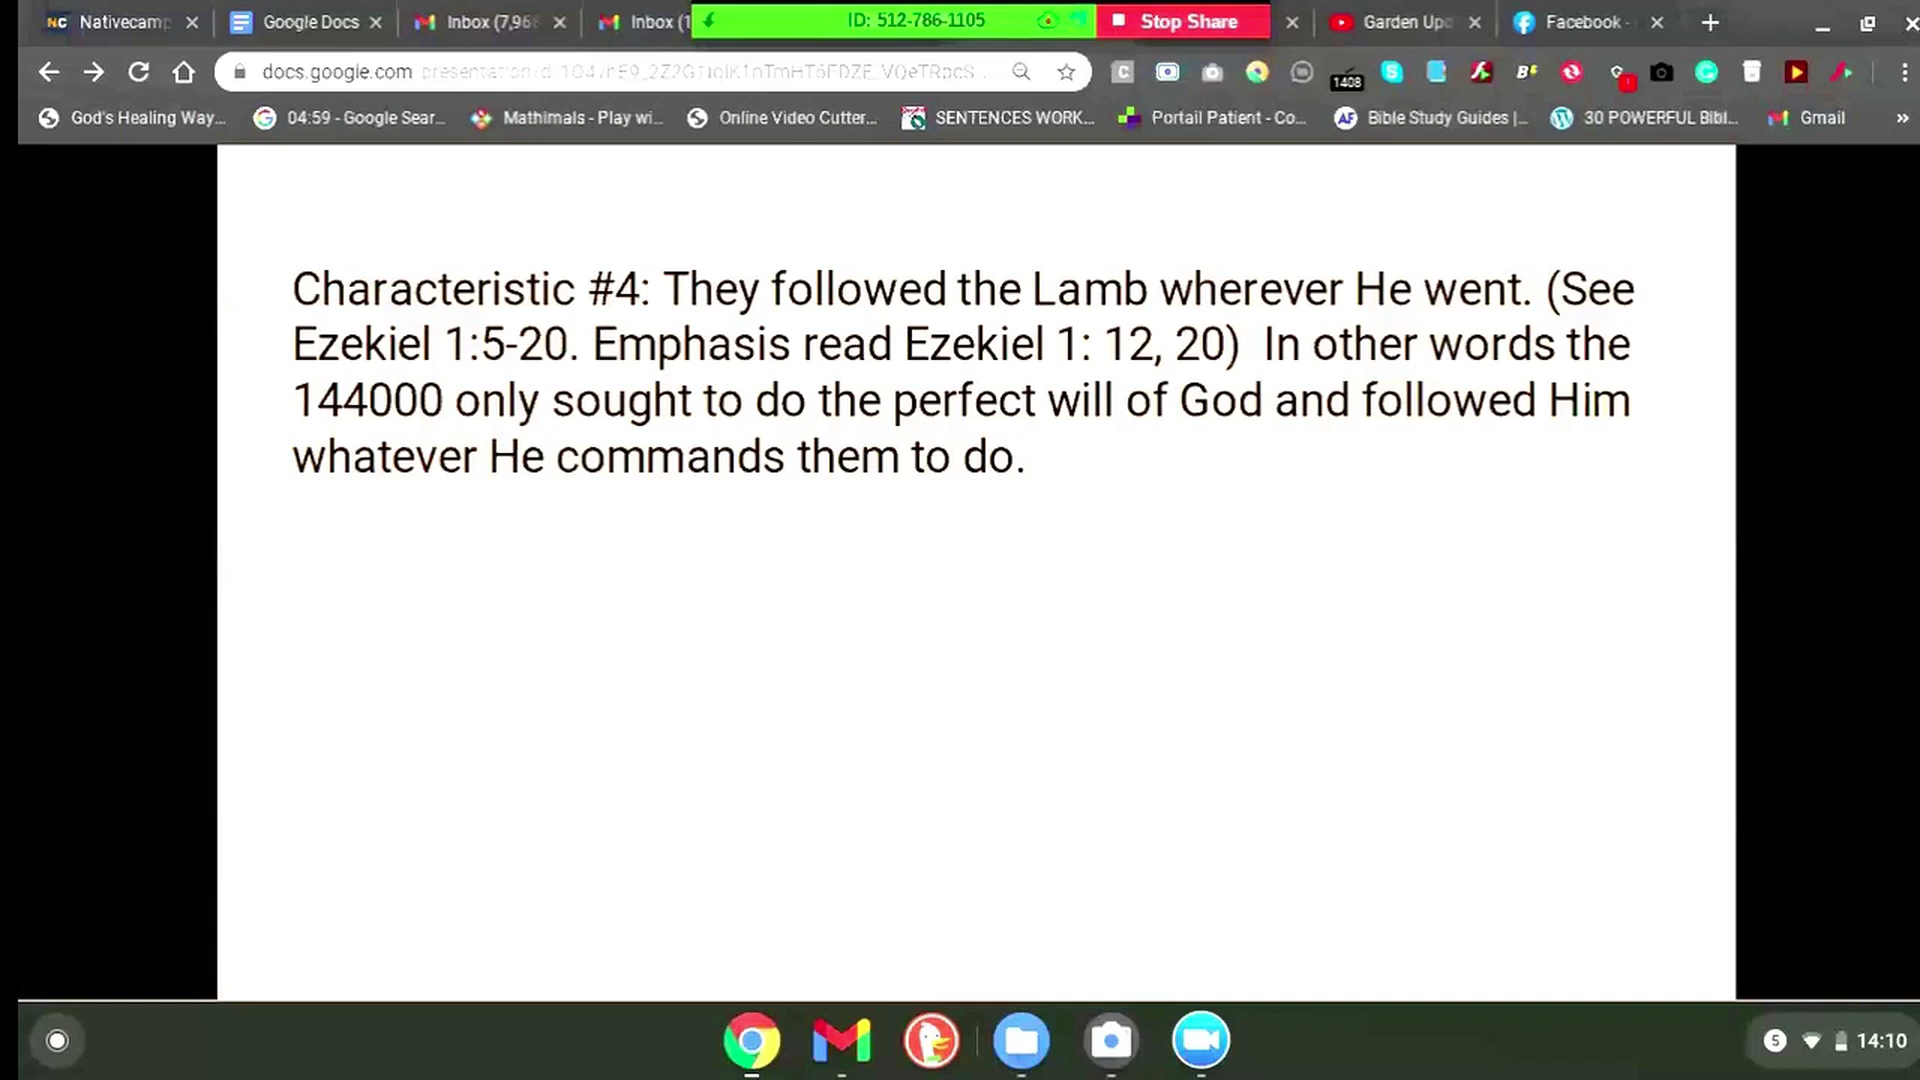 NC Nativecam Google Docs Inbox (7,96 Inbox (1 ID: 512-786-1105 Stop Share Garden Upd Facebook -
docs.google.com
1408
God's Healing Way... 04:59 - Google Sear... Mathimals - Play wi... Online Video Cutter... SENTENCES WORK... Portail Patient - Co... AF Bible Study Guides |... 30 POWERFUL Bibl... Gmail »
Characteristic #4: They followed the Lamb wherever He went. (See
Ezekiel 1:5-20. Emphasis read Ezekiel 1: 12, 20) In other words the
144000 only sought to do the perfect will of God and followed Him
whatever He commands them to do.
5 14:10